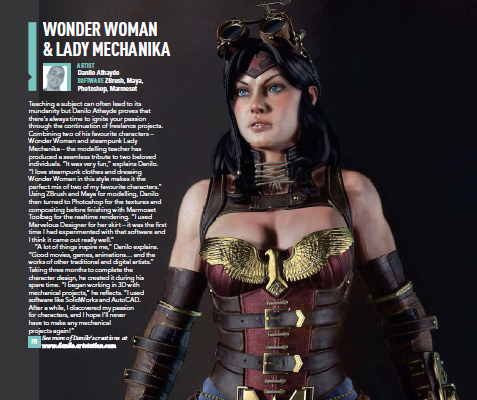 WONDER WOMAN
& LADY MECHANIKA
ARTIST
Danilo Athayde
SOFTWARE ZBrush, Maya,
Photoshop, Marmoset
Teaching a subject can often lead to its
mundanity but Danilo Athayde proves that
there's always time to ignite your passion
through the continuation of freelance projects.
Combining two of his favourite characters –
Wonder Woman and steampunk Lady
Mechanika – the modelling teacher has
produced a seamless tribute to two beloved
individuals. "It was very fun," explains Danilo.
"I love steampunk clothes and dressing
Wonder Woman in this style makes it the
perfect mix of two of my favourite characters."
Using ZBrush and Maya for modelling, Danilo
then turned to Photoshop for the textures and
compositing before finishing with Marmoset
Toolbag for the realtime rendering. "I used
Marvelous Designer for her skirt – it was the first
time I had experimented with that software and
I think it came out really well."
"A lot of things inspire me," Danilo explains.
"Good movies, games, animations… and the
works of other traditional and digital artists."
Taking three months to complete the
character design, he created it during his
spare time. "I began working in 3D with
mechanical projects," he reflects. "I used
software like SolidWorks and AutoCAD.
After a while, I discovered my passion
for characters, and I hope I'll never
have to make any mechanical
projects again!"
See more of Danilo's creations at